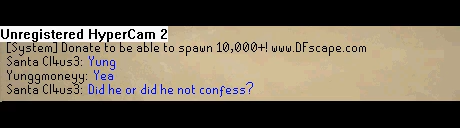 Unregistered HyperCam 2
[System] Donate to be able to spawn 10,000+! www.DFscape.com
Santa Cl4us3: Yung
Yunggmoneyy: Yea
Santa Cl4us3: Did he or did he not confess?